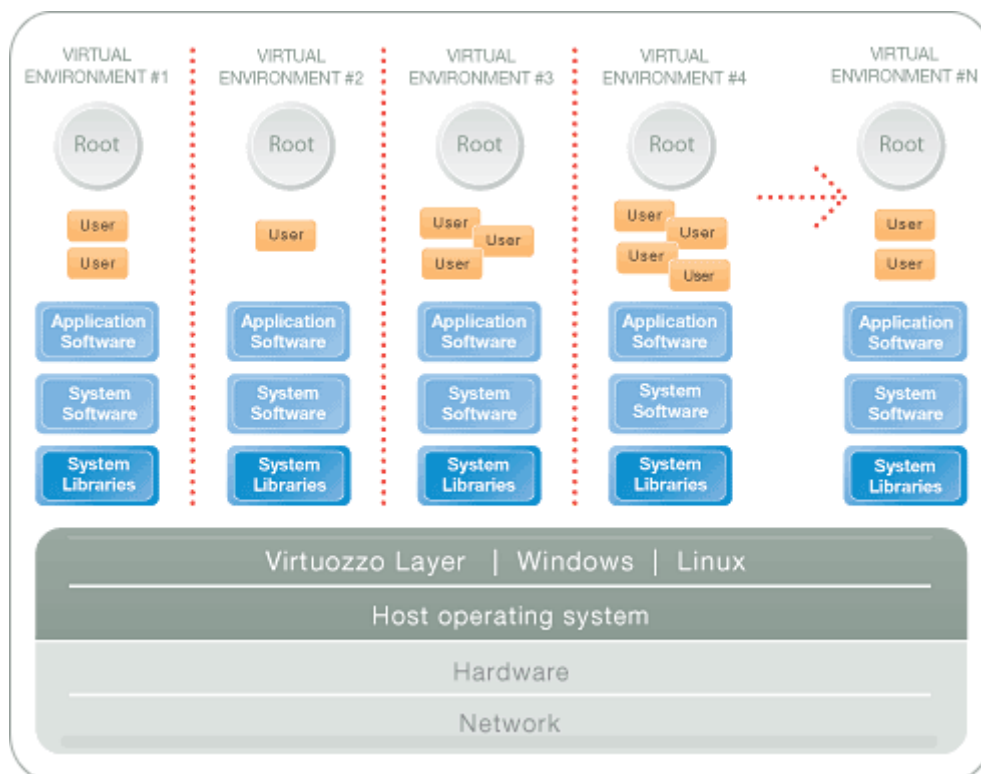 VIRTUAL
ENVIRONMENT #1
VIRTUAL
ENVIRONMENT #2
VIRTUAL
ENVIRONMENT #3
VIRTUAL
ENVIRONMENT #4
VIRTUAL
ENVIRONMENT #N
Root
Root
Root
Root
Root
User
User
User
User
User
User
User
User
User
User
User
User
Application
Software
Application
Software
Application
Software
Application
Software
Application
Software
System
Software
System
Software
System
Software
System
Software
System
Software
System
Libraries
System
Libraries
System
Libraries
System
Libraries
System
Libraries
Virtuozzo Layer | Windows | Linux
Host operating system
Hardware
Network